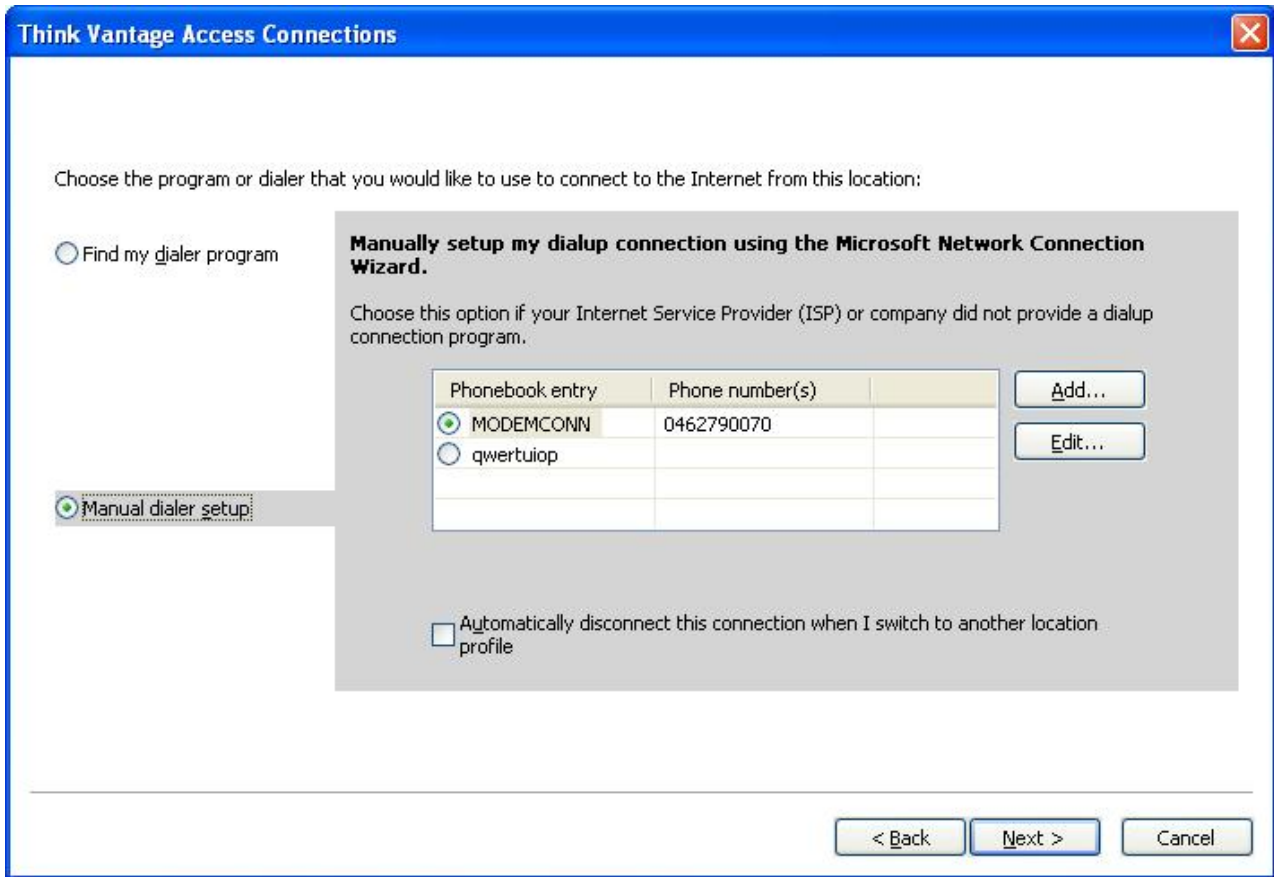 Think Vantage Access Connections
Choose the program or dialer that you would like to use to connect to the Internet from this location:
Find my dialer program
Manually setup my dialup connection using the Microsoft Network Connection
Wizard.
Choose this option if your Internet Service Provider (ISP) or company did not provide a dialup
connection program.
Phonebook entry Phone number(s)
MODEMCONN 0462790070
qwertuiop
Add...
Edit...
Manual dialer setup
Automatically disconnect this connection when I switch to another location
profile
< Back Next > Cancel